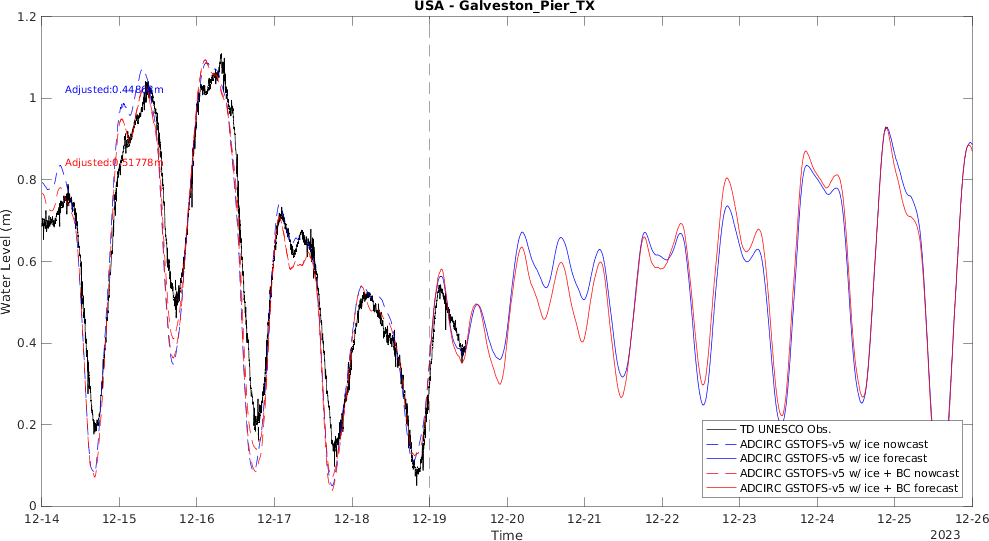 USA - Galveston_Pier_TX
1.2
1
0.8
0.6
0.4
0.2
0
Water Level (m)
Adjusted:0.51778m
TD UNESCO Obs.
ADCIRC GSTOFS-v5 w/ ice nowcast
ADCIRC GSTOFS-v5 w/ ice forecast
ADCIRC GSTOFS-v5 w/ ice + BC nowcast
ADCIRC GSTOFS-v5 w/ ice + BC forecast
12-14 12-15 12-16 12-17 12-18 12-19 12-20 12-21 12-22 12-23 12-24 12-25 12-26
Time
2023